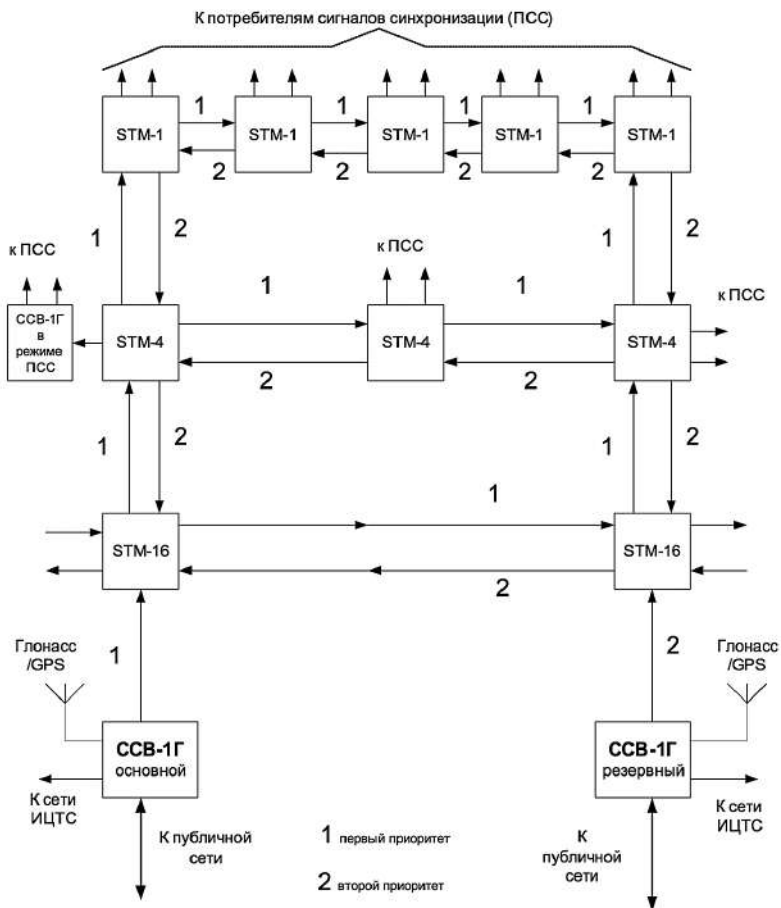 К потребителям сигналов синхронизации (ПСС)
1 1 1 1
STM-1 STM-1 STM-1 STM-1 STM-1
2 2 2 2
1 2 1 2
к ПСС
к ПСС
1 1
к ПСС
ССВ-1Г
в
режиме
ПСС
STM-4 STM-4 STM-4
2 2
1 2 1 2
1
STM-16 STM-16
2
Глонасс
/GPS
1 2
Глонасс
/GPS
ССВ-1Г
основной
ССВ-1Г
резервный
К сети
ИЦТС
К сети
ИЦТС
К публичной
сети
1 первый приоритет
К
публичной
сети
2 второй приоритет